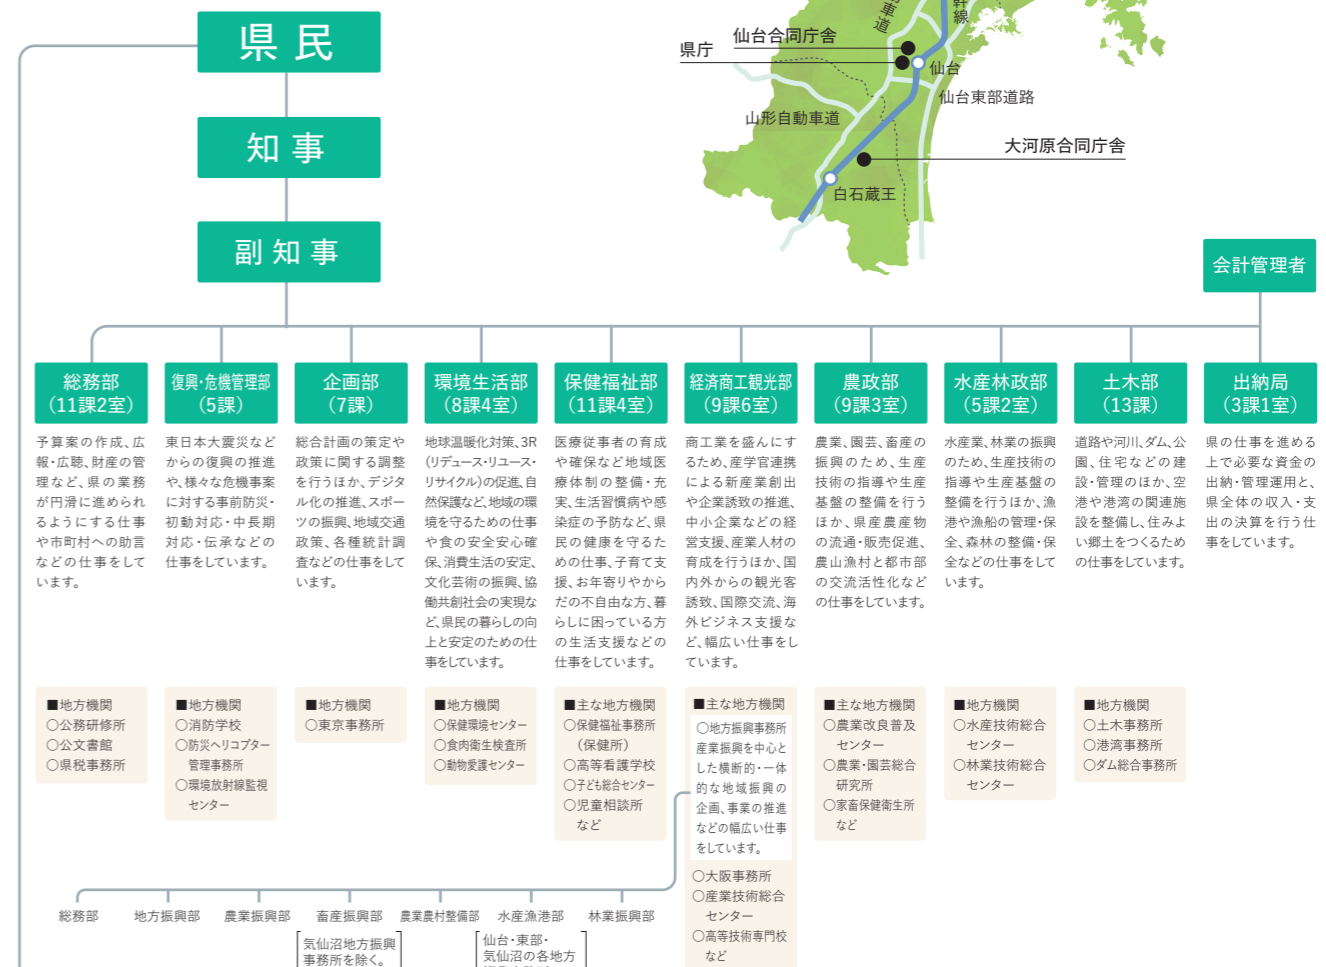 県民
知事
副知事
幹線
車道
仙台合同庁舎
県庁
仙台
仙台東部道路
山形自動車道
大河原合同庁舎
白石蔵王
会計管理者
総務部
（11課2室）
予算案の作成、広
報・広聴、財産の管
理など、県の業務
が円滑に進められ
るようにする仕事
や市町村への助言
などの仕事をして
います。
■地方機関
○公務研修所
○公文書館
○県税事務所
復興・危機管理部
（5課）
東日本大震災など
からの復興の推進
や、様々な危機事案
に対する事前防災・
初動対応・中長期
対応・伝承などの
仕事をしています。
■地方機関
○消防学校
○防災ヘリコプター
管理事務所
○環境放射線監視
センター
企画部
（7課）
総合計画の策定や
政策に関する調整
を行うほか、デジタ
ル化の推進、スポー
ツの振興、地域交通
政策、各種統計調
査などの仕事をして
います。
■地方機関
○東京事務所
環境生活部
（8課4室）
地球温暖化対策、3R
（リデュース・リユース・
リサイクル）の促進、自
然保護など、地域の環
境を守るための仕事
や食の安全安心確
保、消費生活の安定、
文化芸術の振興、協
働共創社会の実現な
ど、県民の暮らしの向
上と安定のための仕
事をしています。
■地方機関
○保健環境センター
○食肉衛生検査所
○動物愛護センター
保健福祉部
（11課4室）
医療従事者の育成
や確保など地域医
療体制の整備・充
実、生活習慣病や感
染症の予防など、県
民の健康を守るた
めの仕事、子育て支
援、お年寄りやから
だの不自由な方、暮
らしに困っている方
の生活支援などの
仕事をしています。
■主な地方機関
○保健福祉事務所
（保健所）
○高等看護学校
○子ども総合センター
○児童相談所
など
経済商工観光部
（9課6室）
商工業を盛んにす
るため、産学官連携
による新産業創出
や企業誘致の推進、
中小企業などの経
営支援、産業人材の
育成を行うほか、国
内外からの観光客
誘致、国際交流、海
外ビジネス支援な
ど、幅広い仕事をし
ています。
■主な地方機関
○地方振興事務所
産業振興を中心と
した横断的・一体
的な地域振興の
企画、事業の推進
などの幅広い仕事
をしています。
○大阪事務所
○産業技術総合
センター
○高等技術専門校
など
農政部
（9課3室）
農業、園芸、畜産の
振興のため、生産
技術の指導や生産
基盤の整備を行う
ほか、県産農産物
の流通・販売促進、
農山漁村と都市部
の交流活性化など
の仕事をしています。
■主な地方機関
○農業改良普及
センター
○農業・園芸総合
研究所
○家畜保健衛生所
など
水産林政部
（5課2室）
水産業、林業の振興
のため、生産技術の
指導や生産基盤の
整備を行うほか、漁
港や漁船の管理・保
全、森林の整備・保
全などの仕事をして
います。
■地方機関
○水産技術総合
センター
○林業技術総合
センター
土木部
（13課）
道路や河川、ダム、公
園、住宅などの建
設・管理のほか、空
港や港湾の関連施
設を整備し、住みよ
い郷土をつくるため
の仕事をしています。
■地方機関
○土木事務所
○港湾事務所
○ダム総合事務所
出納局
（3課1室）
県の仕事を進める
上で必要な資金の
出納・管理運用と、
県全体の収入・支
出の決算を行う仕
事をしています。
総務部
地方振興部
農業振興部
畜産振興部
農業農村整備部
水産漁港部
林業振興部
気仙沼地方振興
事務所を除く。
仙台・東部・
気仙沼の各地方